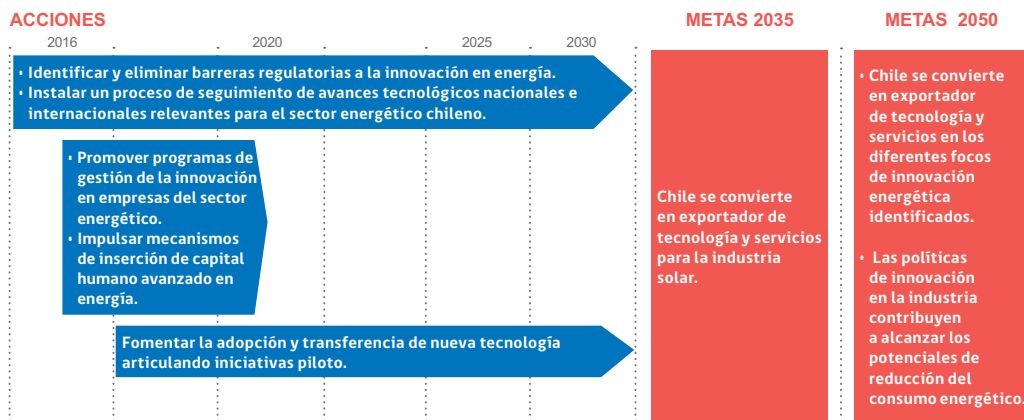 ACCIONES
METAS 2035
METAS 2050
2016
2020
2025
2030
• Identificar y eliminar barreras regulatorias a la innovación en energía.
• Instalar un proceso de seguimiento de avances tecnológicos nacionales e
internacionales relevantes para el sector energético chileno.
• Promover programas de
gestión de la innovación
en empresas del sector
energético.
• Impulsar mecanismos
de inserción de capital
humano avanzado en
energía.
Fomentar la adopción y transferencia de nueva tecnología
articulando iniciativas piloto.
Chile se convierte
en exportador de
tecnología y servicios
para la industria
solar.
• Chile se convierte
en exportador
de tecnología y
servicios en los
diferentes focos
de innovación
energética
identificados.
• Las políticas
de innovación
en la industria
contribuyen
a alcanzar los
potenciales de
reducción del
consumo energético.